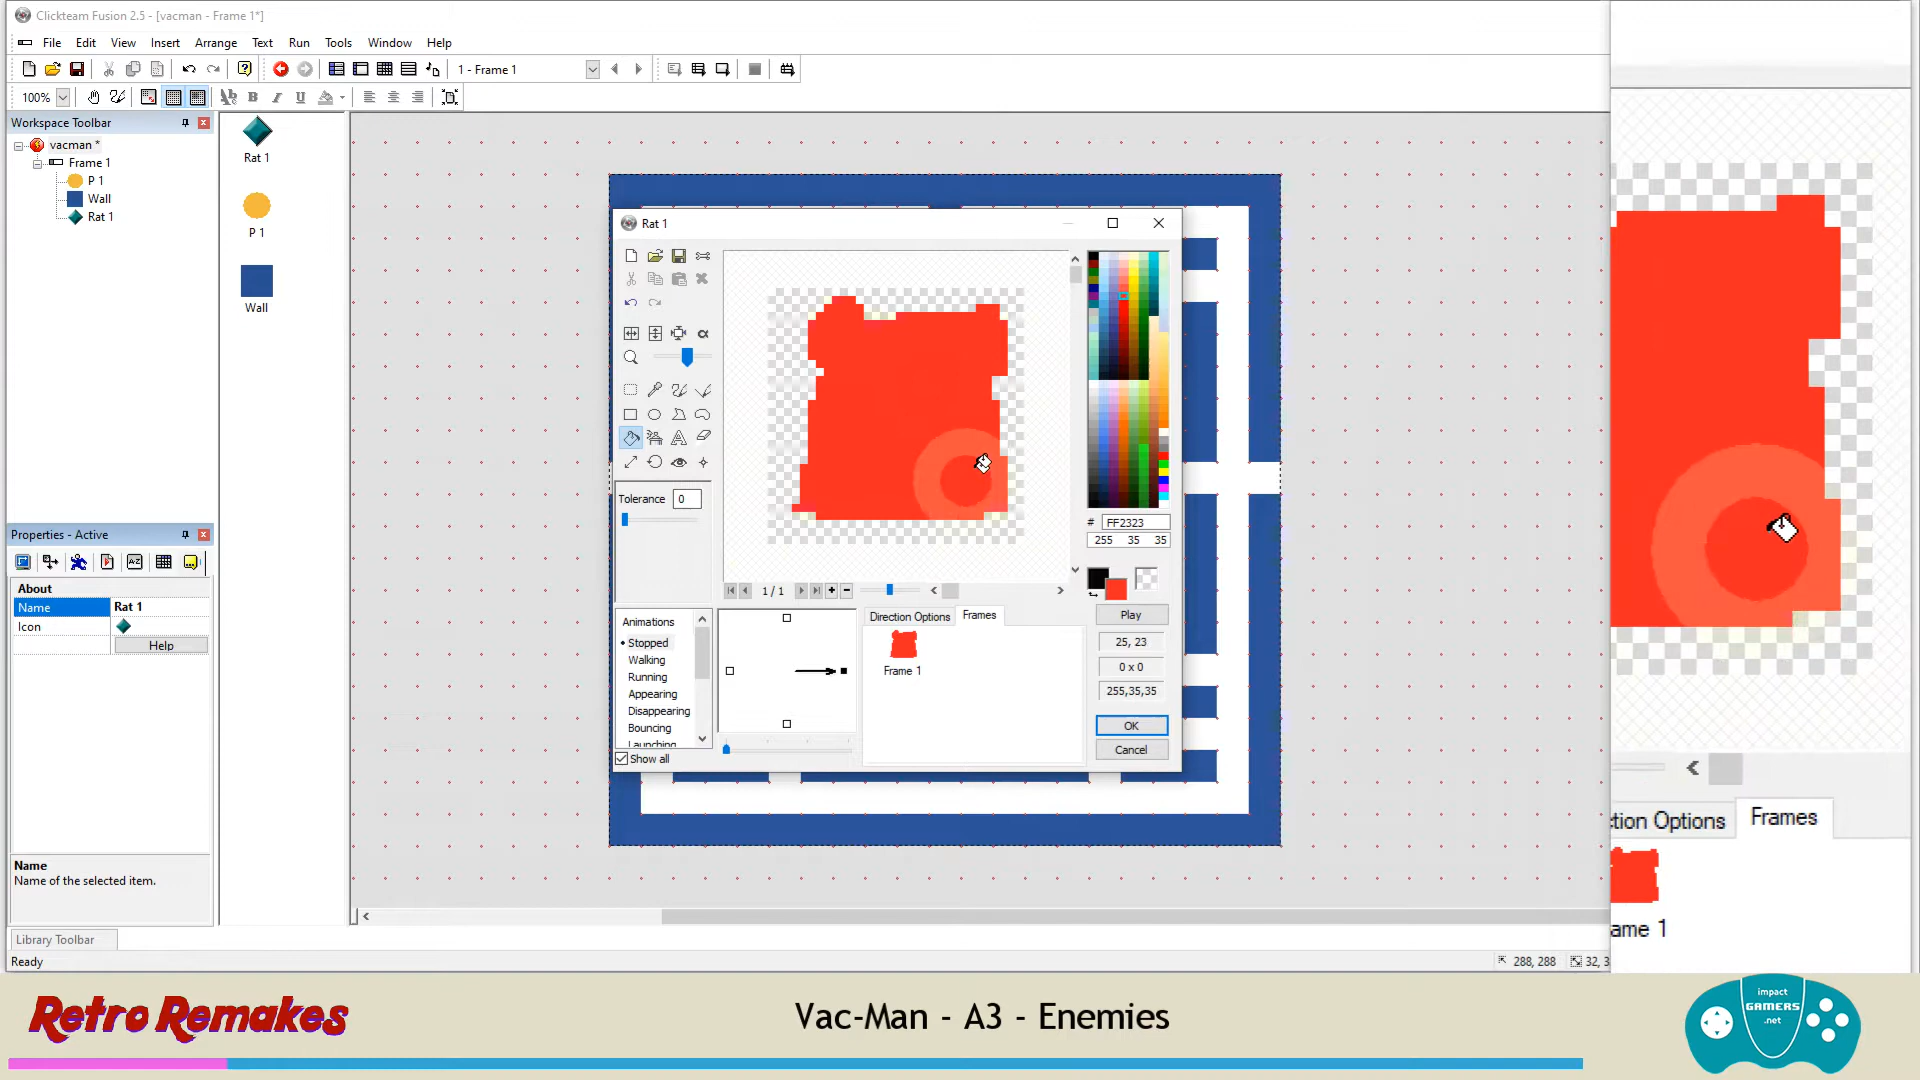 Clickteam Fusion 2.5 - [vacman - Frame 1*]
File Edit View Insert Arrange Text Run Tools Window Help
1 - Frame 1
100%
Workspace Toolbar
vacman *
Frame 1
P 1
Wall
Rat 1
Rat 1
P 1
Wall
Rat 1
Tolerance 0
# FF2323
255 35 35
1 / 1
Animations
Stopped
Walking
Running
Appearing
Disappearing
Bouncing
Launching
Show all
Direction Options Frames
Frame 1
Play
25, 23
0 x 0
255,35,35
OK
Cancel
Properties - Active
About
Name Rat 1
Icon
Help
Name
Name of the selected item.
Library Toolbar
Ready
288, 288
32, 3
ction Options Frames
ame 1
Retro Remakes
Vac-Man - A3 - Enemies
impact
GAMERS
.net